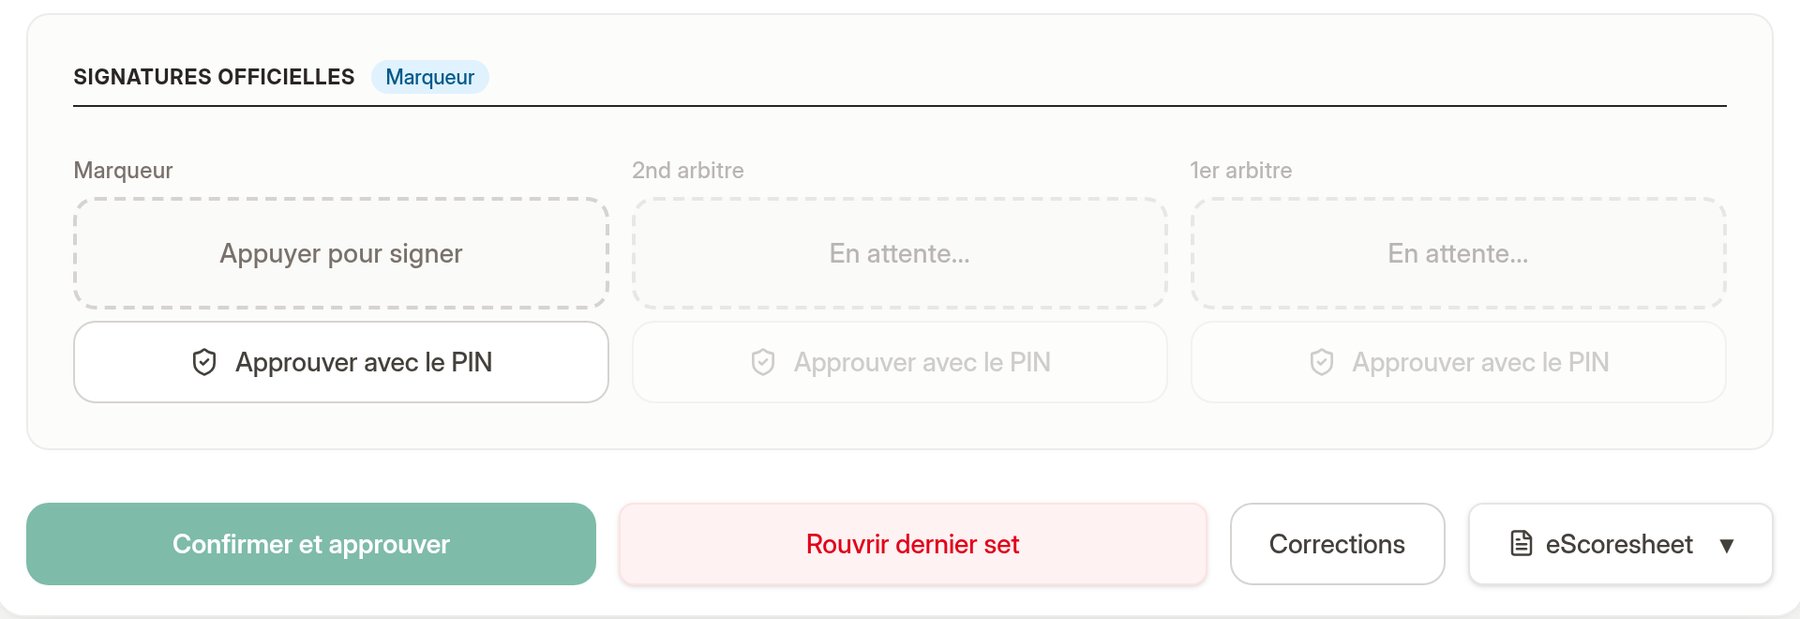 SIGNATURES OFFICIELLES Marqueur
Marqueur 2nd arbitre 1er arbitre
Appuyer pour signer En attente... En attente...
Approuver avec le PIN Approuver avec le PIN Approuver avec le PIN
Confirmer et approuver Rouvrir dernier set Corrections eScoresheet ▼